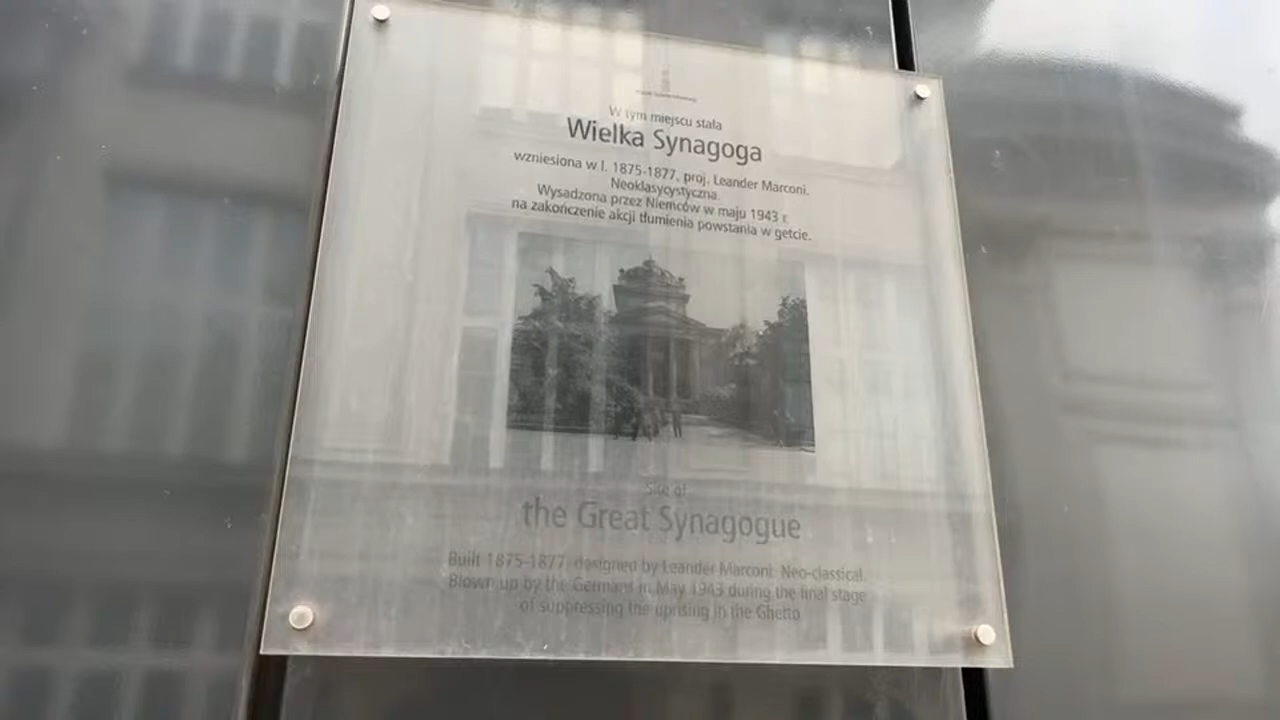 W tym miejscu stała
Wielka Synagoga
wzniesiona w l. 1875-1877, proj. Leander Marconi.
Neoklasycystyczna.
Wysadzona przez Niemców w maju 1943 r.
na zakończenie akcji tłumienia powstania w getcie.
Site of
the Great Synagogue
Built 1875-1877, designed by Leander Marconi. Neo-classical.
Blown up by the Germans in May 1943 during the final stage
of suppressing the uprising in the Ghetto